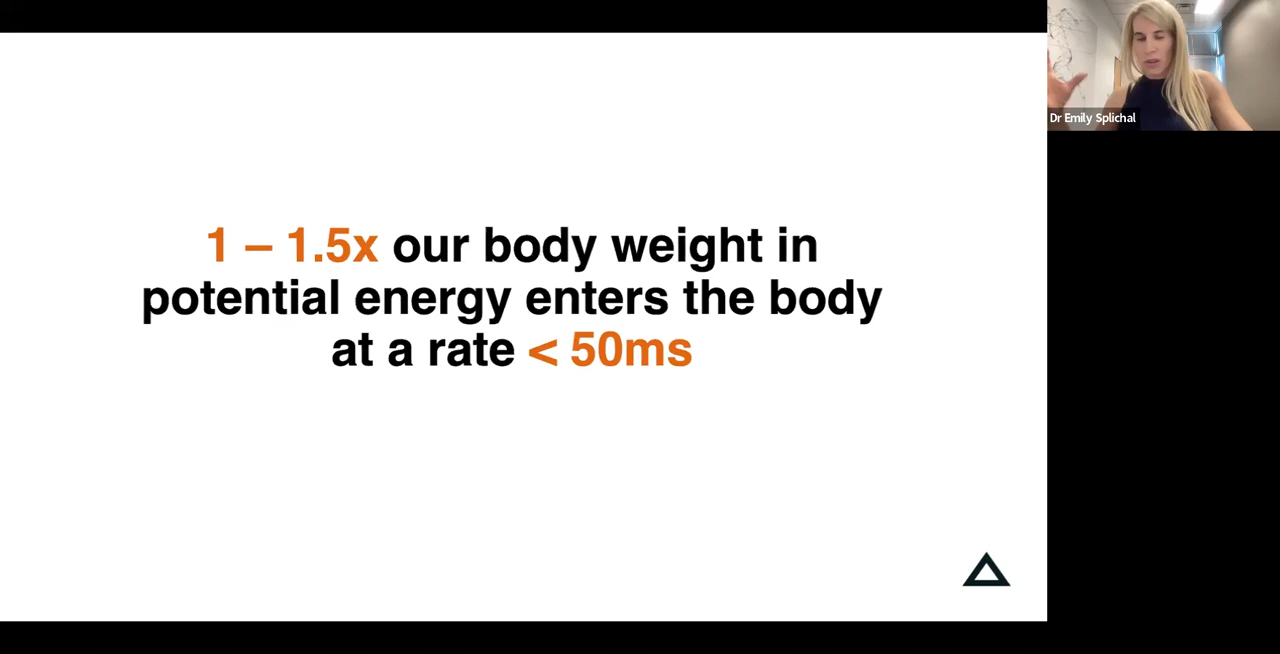 1 – 1.5x our body weight in
potential energy enters the body
at a rate < 50ms
Dr Emily Splichal